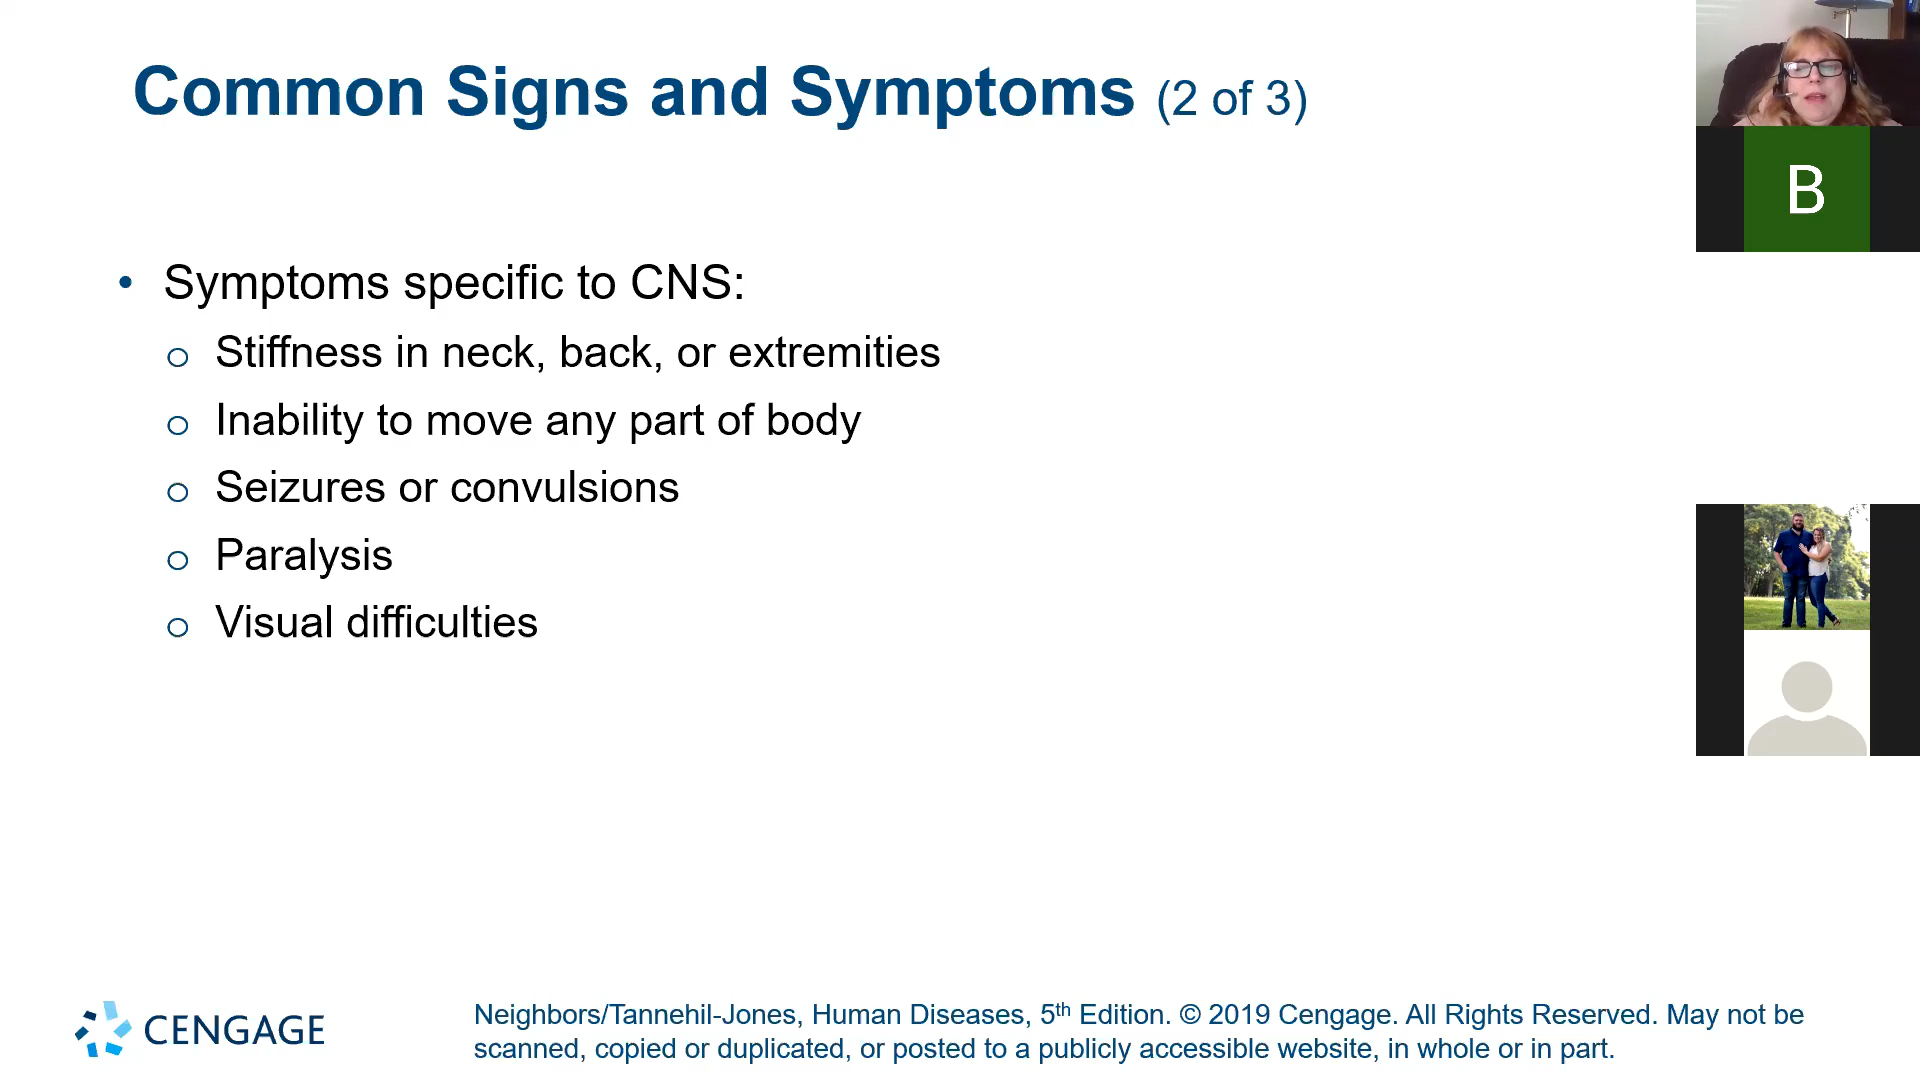 Common Signs and Symptoms (2 of 3)
B
• Symptoms specific to CNS:
o Stiffness in neck, back, or extremities
o Inability to move any part of body
o Seizures or convulsions
o Paralysis
o Visual difficulties
CENGAGE
Neighbors/Tannehil-Jones, Human Diseases, 5th Edition. © 2019 Cengage. All Rights Reserved. May not be
scanned, copied or duplicated, or posted to a publicly accessible website, in whole or in part.